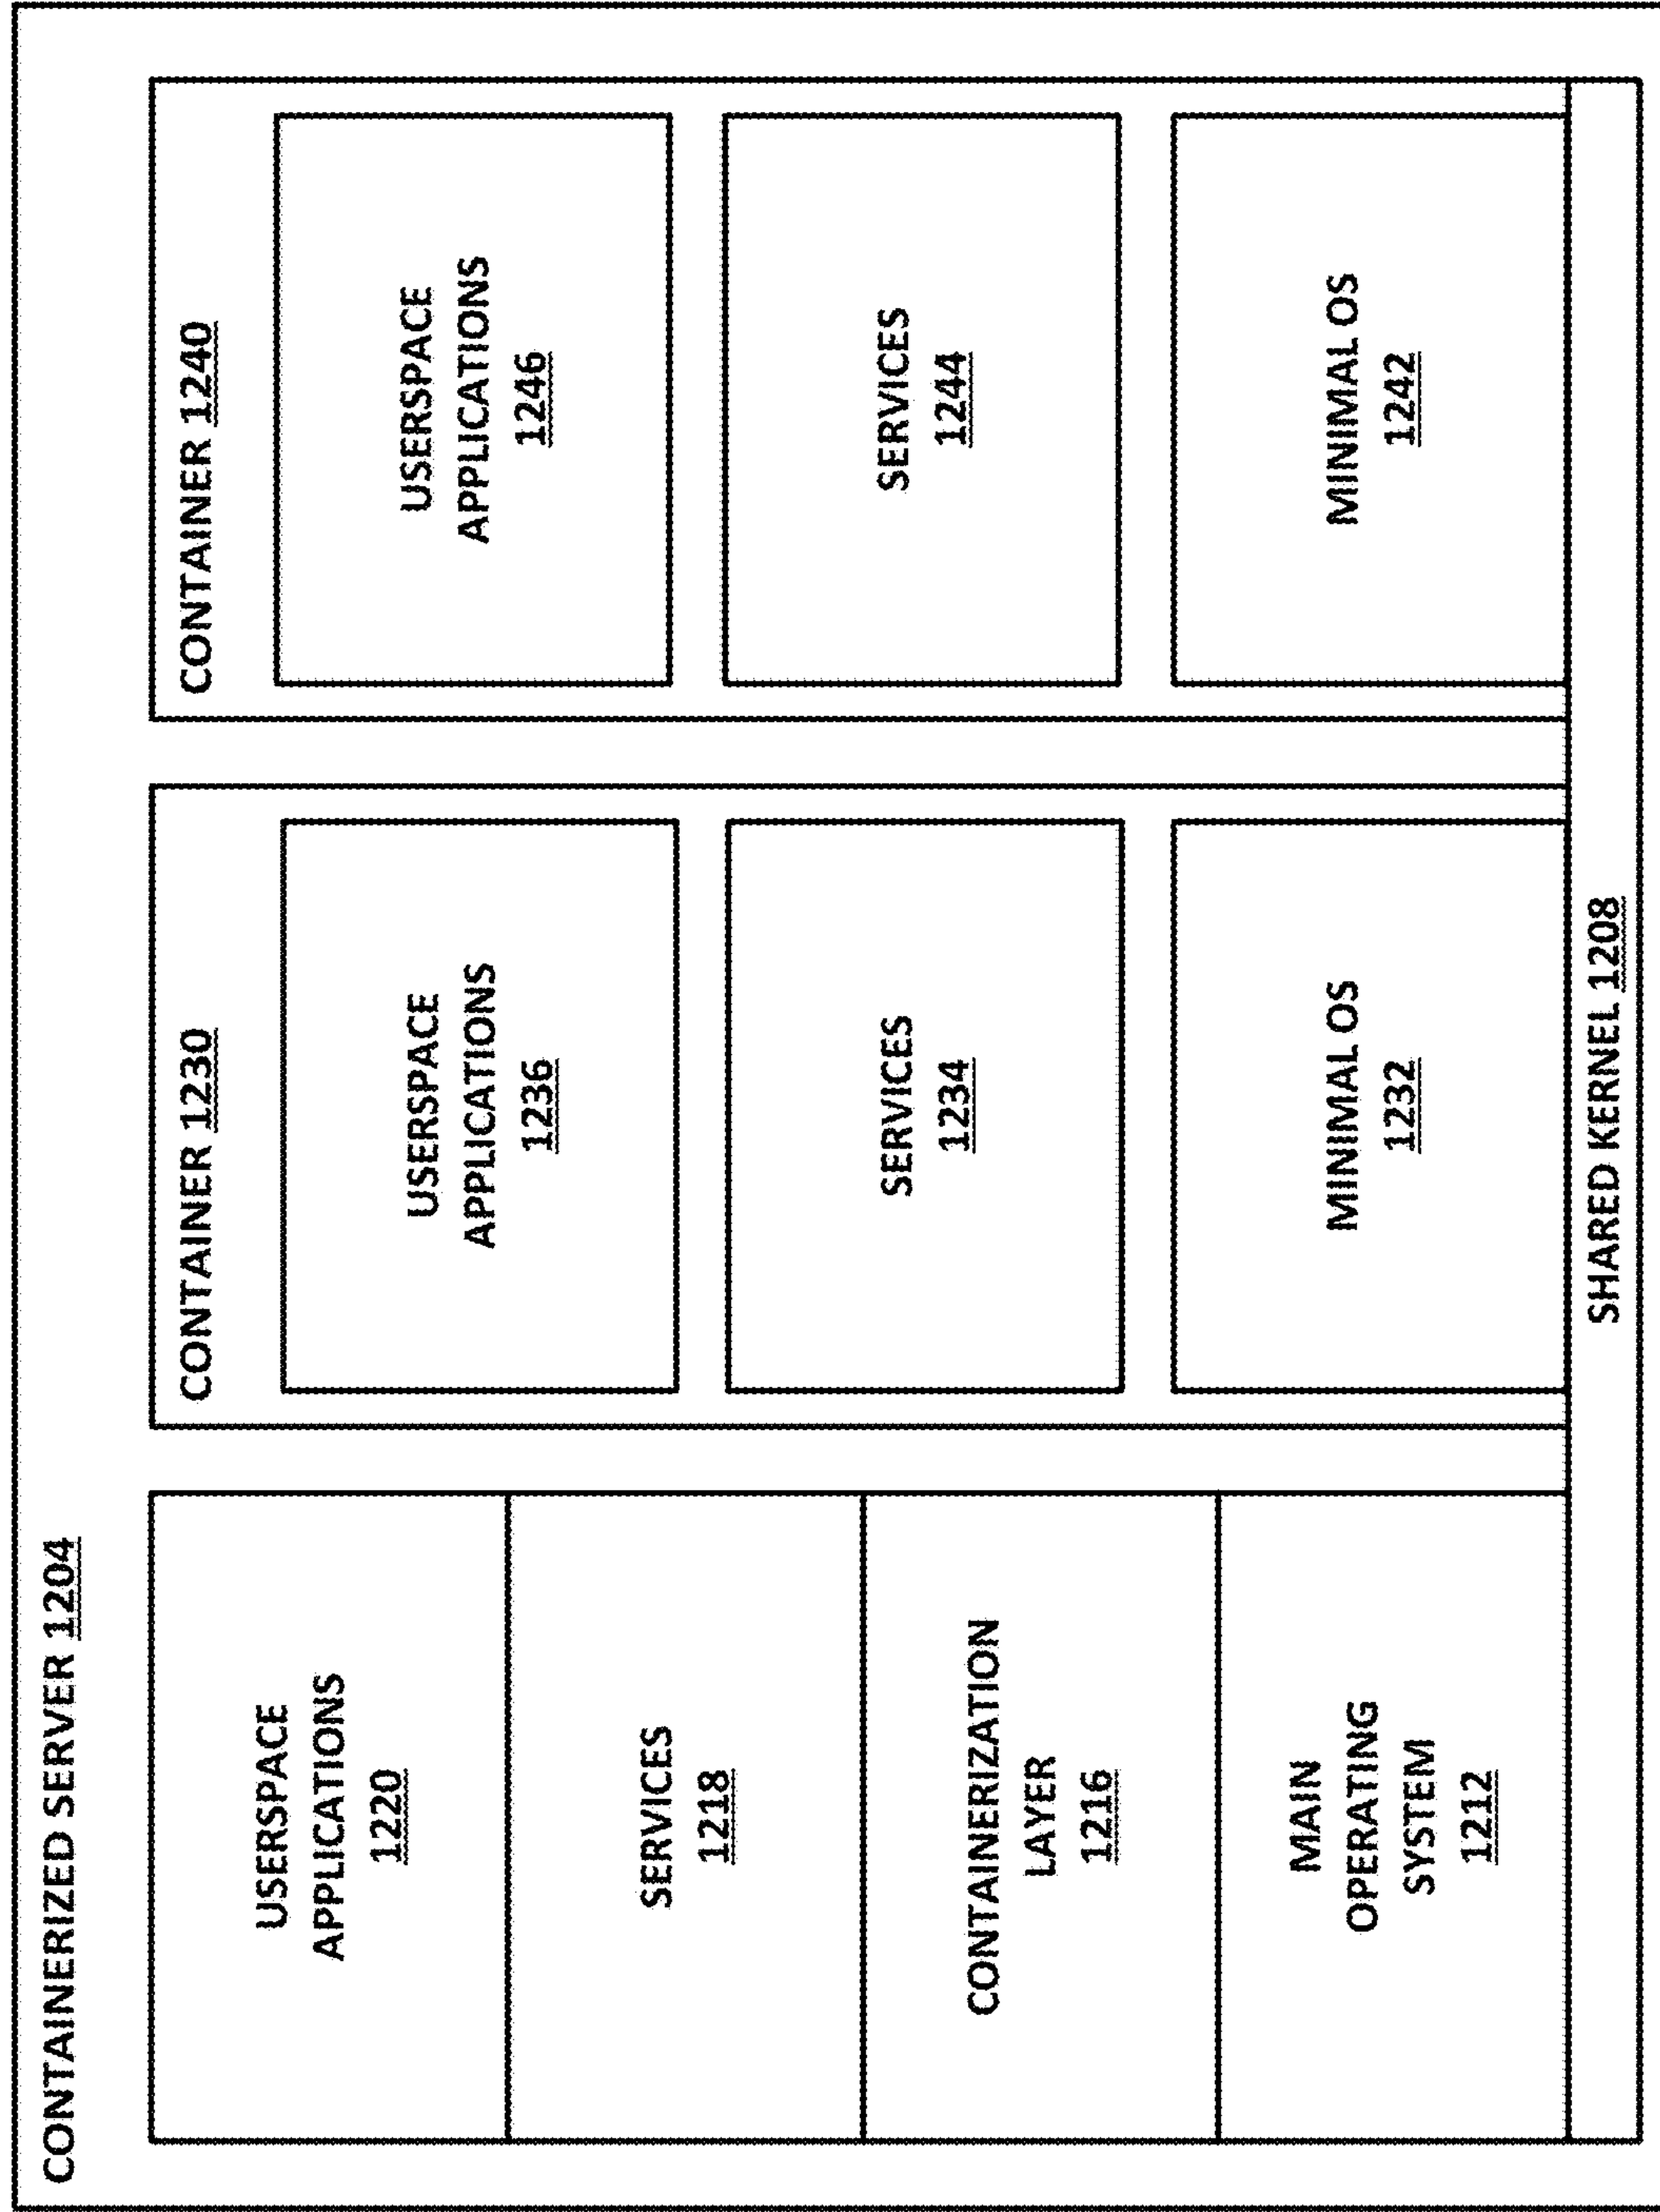 CONTAINERIZED SERVER 1204
USERSPACE
APPLICATIONS
1220
SERVICES
1218
CONTAINERIZATION
LAYER
1216
MAIN
OPERATING
SYSTEM
1212
CONTAINER 1230
USERSPACE
APPLICATIONS
1236
SERVICES
1234
MINIMAL OS
1232
CONTAINER 1240
USERSPACE
APPLICATIONS
1246
SERVICES
1244
MINIMAL OS
1242
SHARED KERNEL 1208